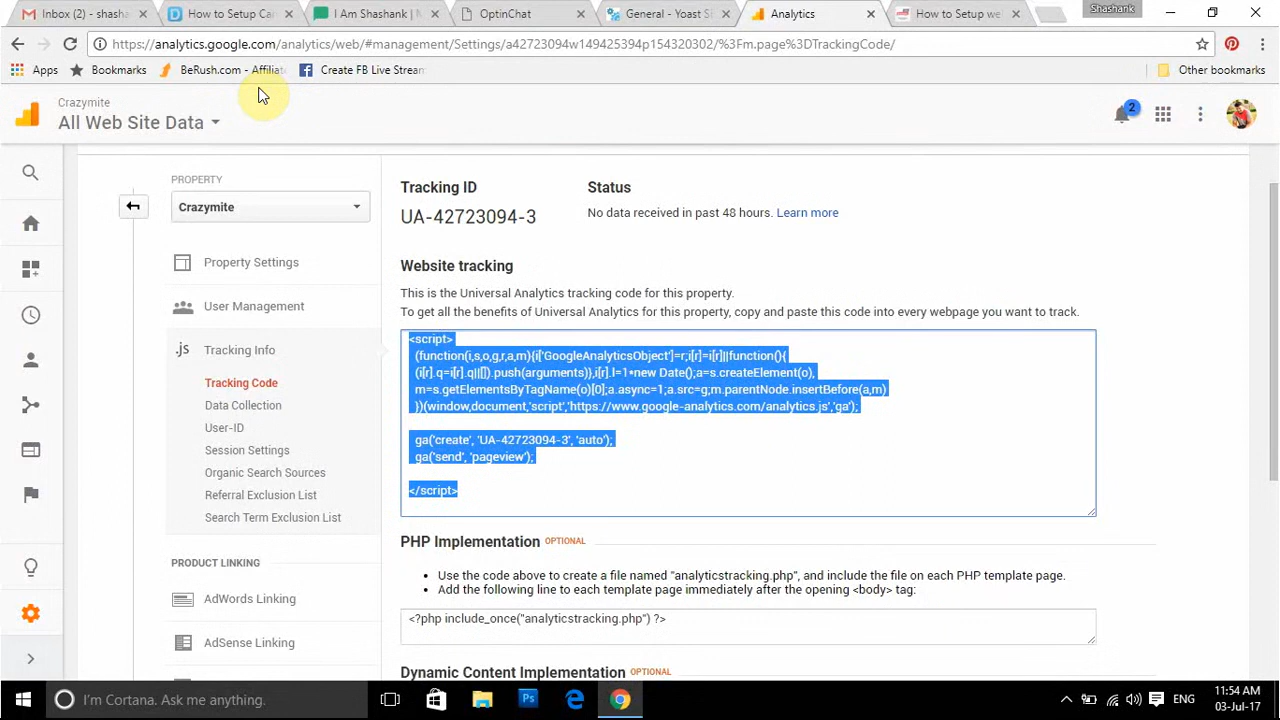 Inbox (2) - shash
How to Setup Car
I Am Shashank | M
OptinChat
General - Yoast S
Analytics
How to Setup we
Shashank
https://analytics.google.com/analytics/web/#management/Settings/a42723094w149425394p154320302/%3Fm.page%3DTrackingCode/
Apps
Bookmarks
BeRush.com - Affiliat
Create FB Live Stream
Other bookmarks
Crazymite
All Web Site Data
2
PROPERTY
Crazymite
Property Settings
User Management
.js Tracking Info
Tracking Code
Data Collection
User-ID
Session Settings
Organic Search Sources
Referral Exclusion List
Search Term Exclusion List
PRODUCT LINKING
AdWords Linking
AdSense Linking
Tracking ID
UA-42723094-3
Status
No data received in past 48 hours. Learn more
Website tracking
This is the Universal Analytics tracking code for this property.
To get all the benefits of Universal Analytics for this property, copy and paste this code into every webpage you want to track.
<script>
(function(i,s,o,g,r,a,m){i['GoogleAnalyticsObject']=r;i[r]=i[r]||function(){
(i[r].q=i[r].q||[]).push(arguments)},i[r].l=1*new Date();a=s.createElement(o),
m=s.getElementsByTagName(o)[0];a.async=1;a.src=g;m.parentNode.insertBefore(a,m)
})(window,document,'script','https://www.google-analytics.com/analytics.js','ga');
ga('create', 'UA-42723094-3', 'auto');
ga('send', 'pageview');
</script>
PHP Implementation OPTIONAL
• Use the code above to create a file named "analyticstracking.php", and include the file on each PHP template page.
• Add the following line to each template page immediately after the opening <body> tag:
<?php include_once("analyticstracking.php") ?>
Dynamic Content Implementation OPTIONAL
I'm Cortana. Ask me anything.
Ps
ENG
11:54 AM
03-Jul-17